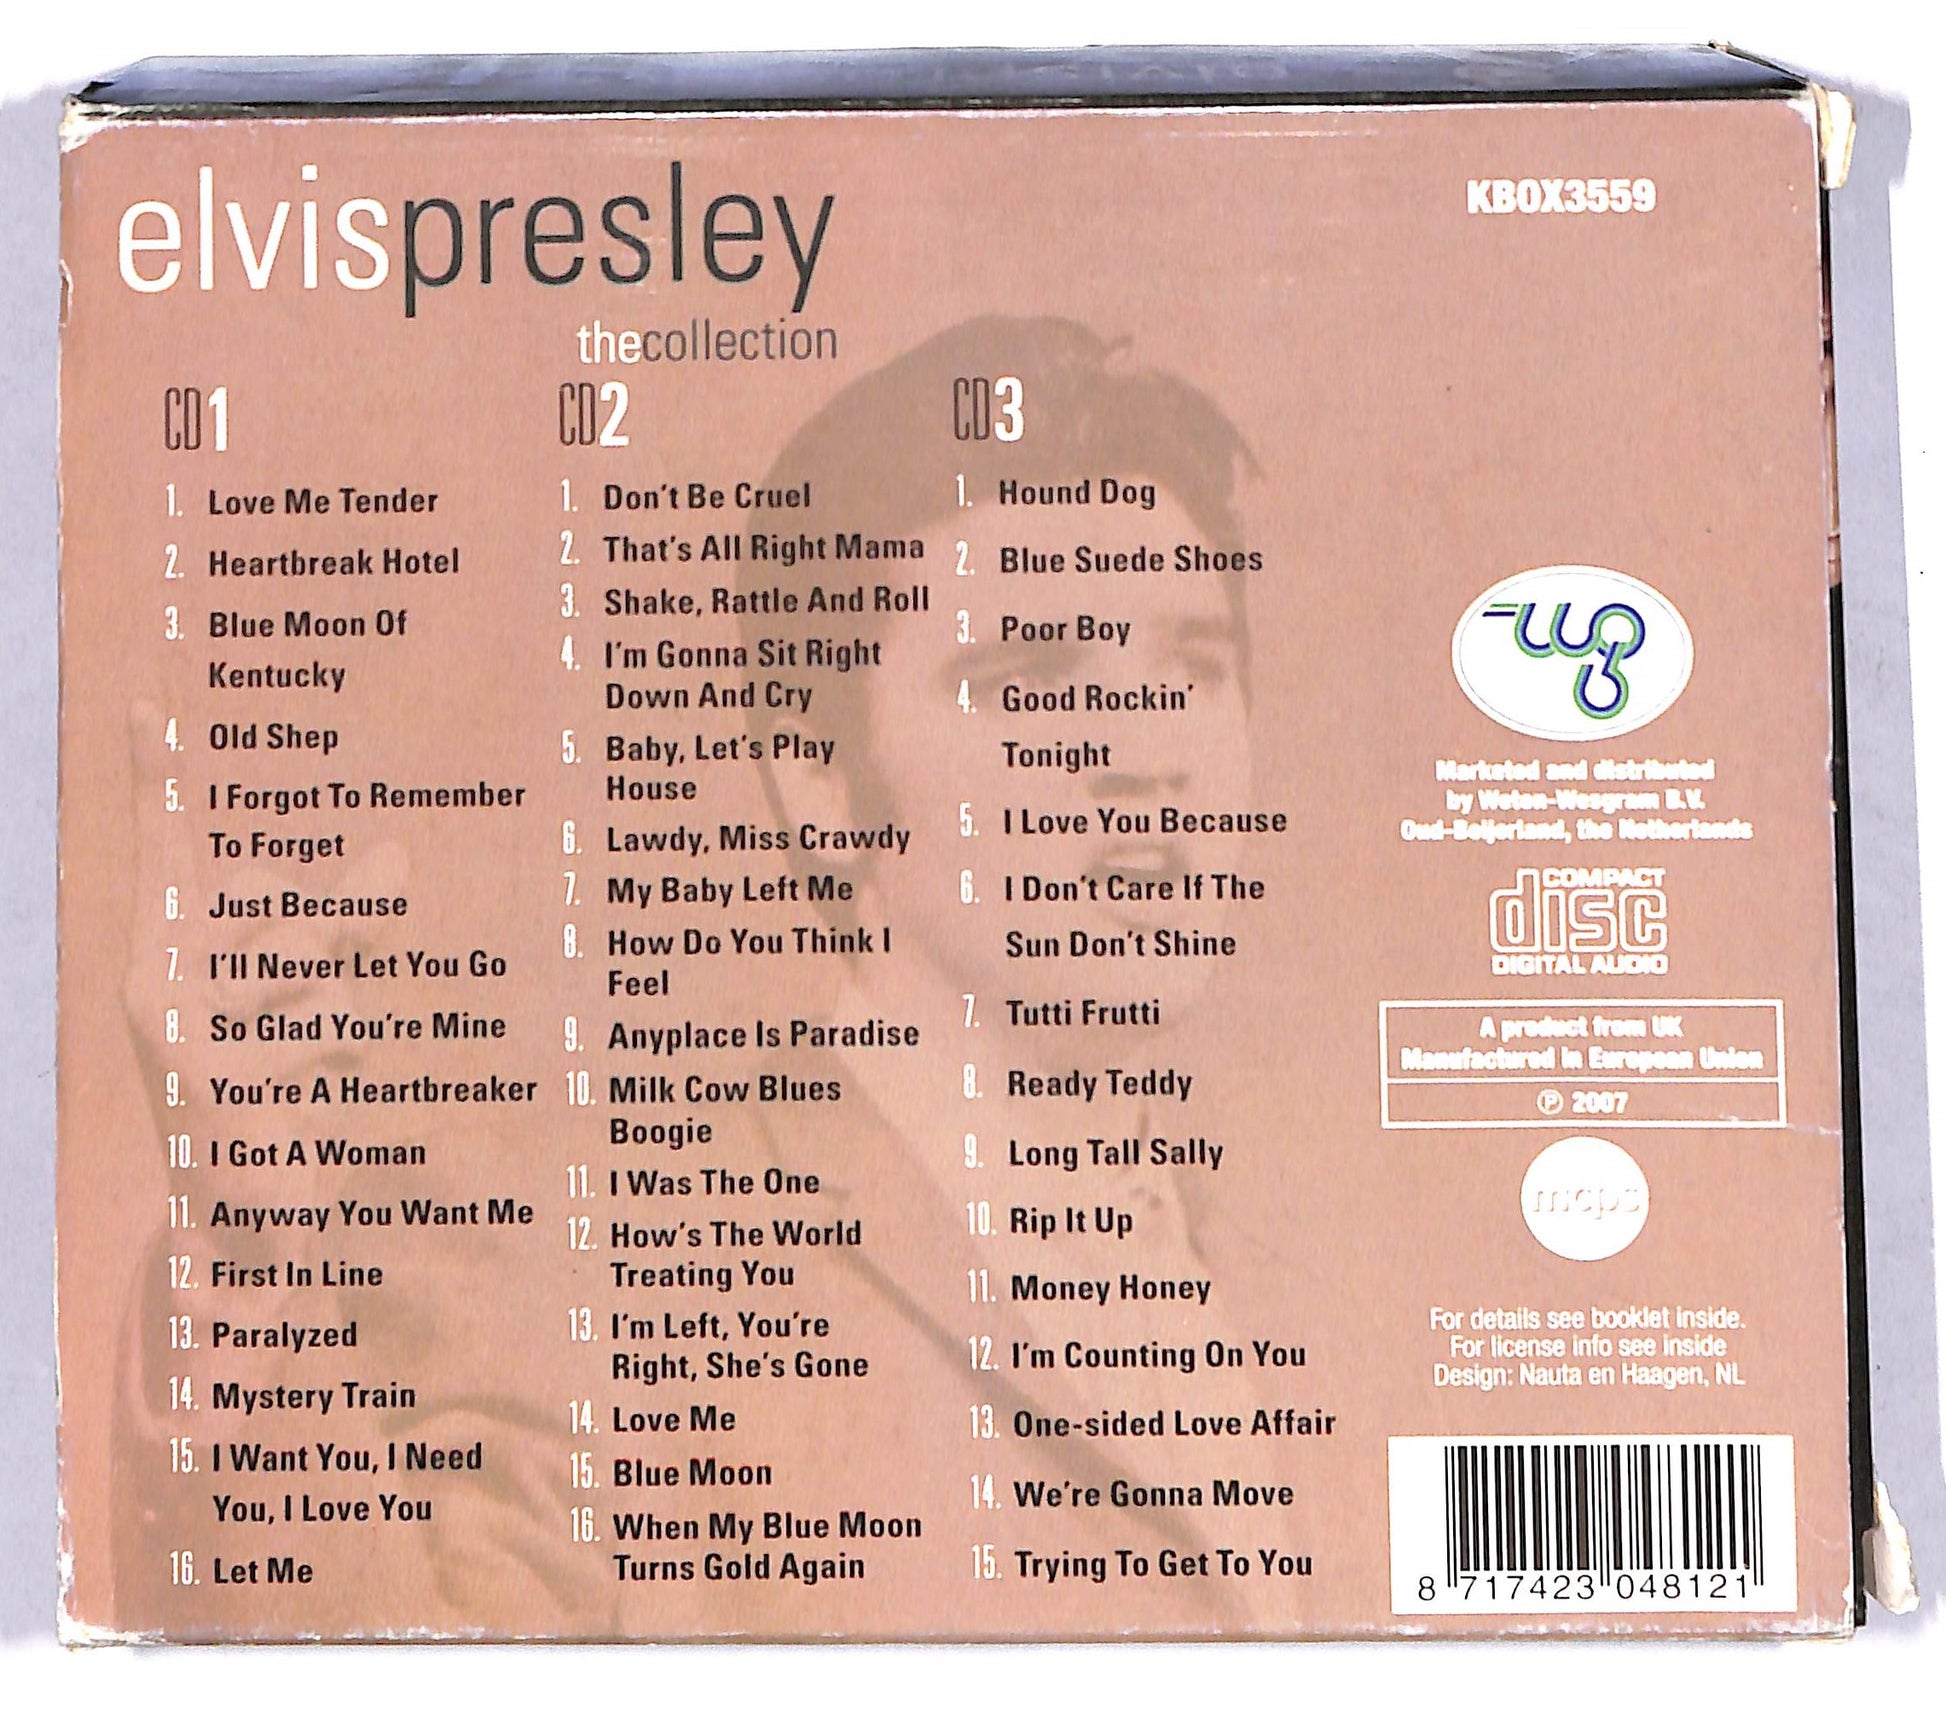 elvispresley
thecollection
KBOX3559
CD1
1. Love Me Tender
2. Heartbreak Hotel
3. Blue Moon Of
Kentucky
4. Old Shep
5. I Forgot To Remember
To Forget
6. Just Because
7. I'll Never Let You Go
8. So Glad You're Mine
9. You're A Heartbreaker
10. I Got A Woman
11. Anyway You Want Me
12. First In Line
13. Paralyzed
14. Mystery Train
15. I Want You, I Need
You, I Love You
16. Let Me
CD2
1. Don't Be Cruel
2. That's All Right Mama
3. Shake, Rattle And Roll
4. I'm Gonna Sit Right
Down And Cry
5. Baby, Let's Play
House
6. Lawdy, Miss Crawdy
7. My Baby Left Me
8. How Do You Think I
Feel
9. Anyplace Is Paradise
10. Milk Cow Blues
Boogie
11. I Was The One
12. How's The World
Treating You
13. I'm Left, You're
Right, She's Gone
14. Love Me
15. Blue Moon
16. When My Blue Moon
Turns Gold Again
CD3
1. Hound Dog
2. Blue Suede Shoes
3. Poor Boy
4. Good Rockin'
Tonight
5. I Love You Because
6. I Don't Care If The
Sun Don't Shine
7. Tutti Frutti
8. Ready Teddy
9. Long Tall Sally
10. Rip It Up
11. Money Honey
12. I'm Counting On You
13. One-sided Love Affair
14. We're Gonna Move
15. Trying To Get To You
Marketed and distributed
by Weton-Wesgram B.V.
Oud-Beijerland, the Netherlands
COMPACT
disc
DIGITAL AUDIO
A product from UK
Manufactured in European Union
℗ 2007
mcps
For details see booklet inside.
For license info see inside
Design: Nauta en Haagen, NL
8 717423 048121